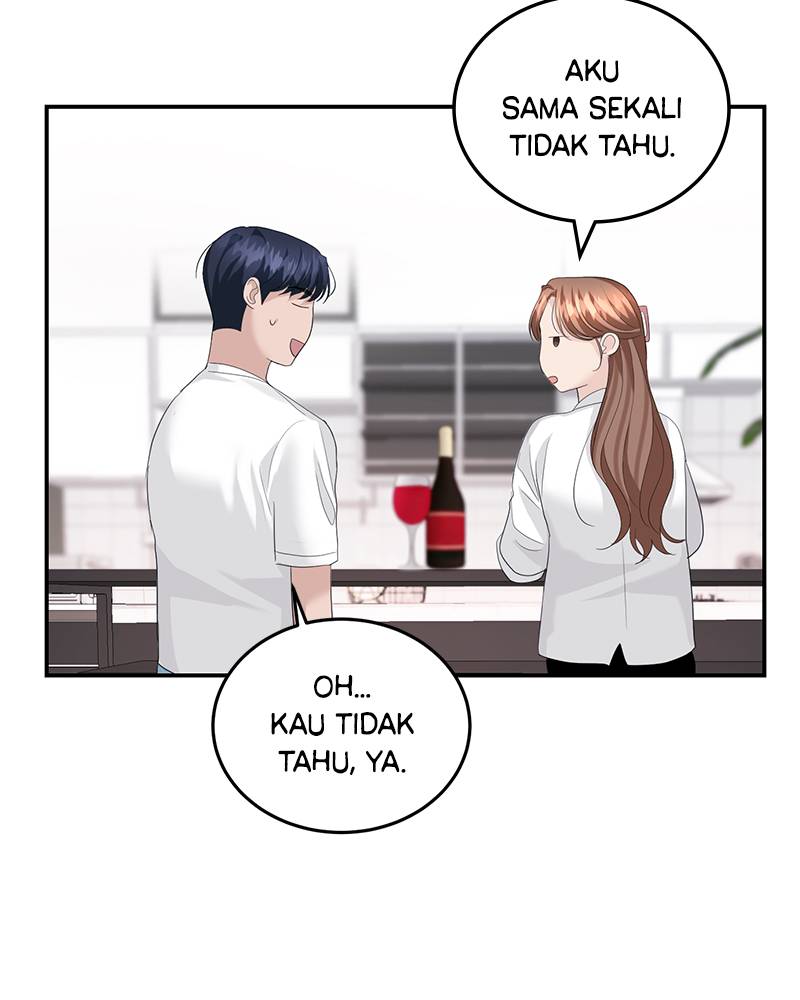 AKU
SAMA SEKALI
TIDAK TAHU.
OH...
KAU TIDAK
TAHU, YA.